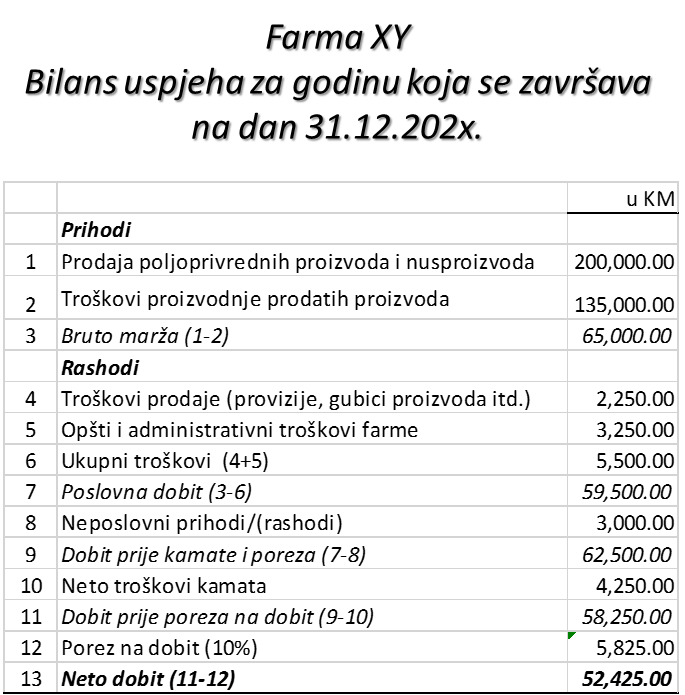 Farma XY
Bilans uspjeha za godinu koja se završava
na dan 31.12.202x.
u KM
Prihodi
1 Prodaja poljoprivrednih proizvoda i nusproizvoda 200,000.00
2 Troškovi proizvodnje prodatih proizvoda 135,000.00
3 Bruto marža (1-2) 65,000.00
Rashodi
4 Troškovi prodaje (provizije, gubici proizvoda itd.) 2,250.00
5 Opšti i administrativni troškovi farme 3,250.00
6 Ukupni troškovi (4+5) 5,500.00
7 Poslovna dobit (3-6) 59,500.00
8 Neposlovni prihodi/(rashodi) 3,000.00
9 Dobit prije kamate i poreza (7-8) 62,500.00
10 Neto troškovi kamata 4,250.00
11 Dobit prije poreza na dobit (9-10) 58,250.00
12 Porez na dobit (10%) 5,825.00
13 Neto dobit (11-12) 52,425.00